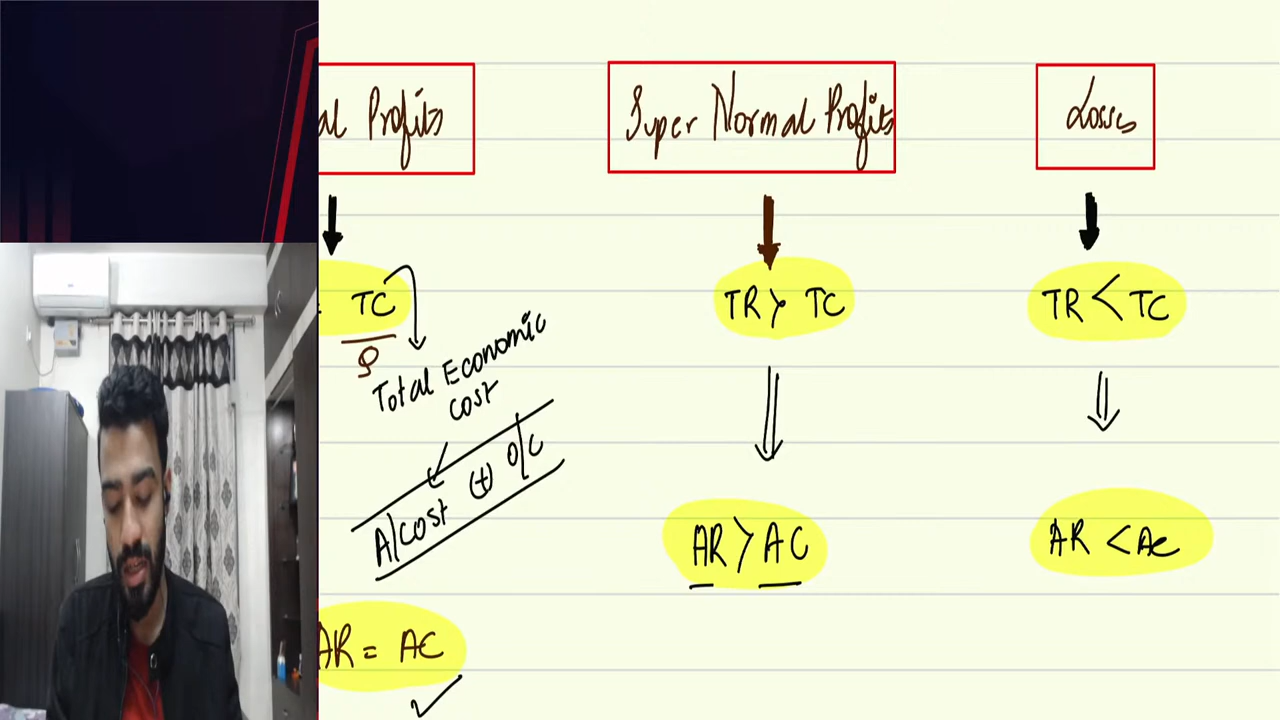 al Profits
Super Normal Profits
Losses
= TC
Total Economic
cost
A/cost (+) O/C
AR = AC
TR > TC
AR > AC
TR < TC
AR < AC